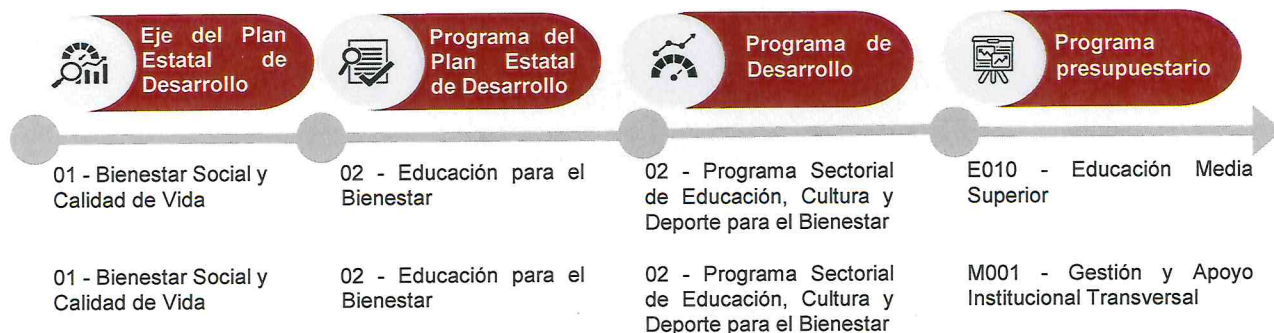 Eje del Plan
Estatal de
Desarrollo
Programa del
Plan Estatal
de Desarrollo
Programa de
Desarrollo
Programa
presupuestario
01 - Bienestar Social y
Calidad de Vida
02 - Educación para el
Bienestar
02 - Programa Sectorial
de Educación, Cultura y
Deporte para el Bienestar
E010 - Educación Media
Superior
01 - Bienestar Social y
Calidad de Vida
02 - Educación para el
Bienestar
02 - Programa Sectorial
de Educación, Cultura y
Deporte para el Bienestar
M001 - Gestión y Apoyo
Institucional Transversal